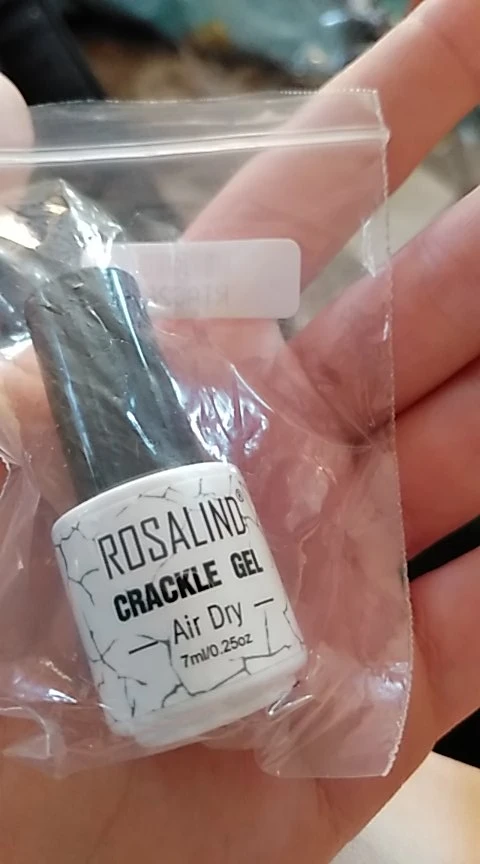 ROSALIND®
CRACKLE GEL
Air Dry
7ml/0.25oz